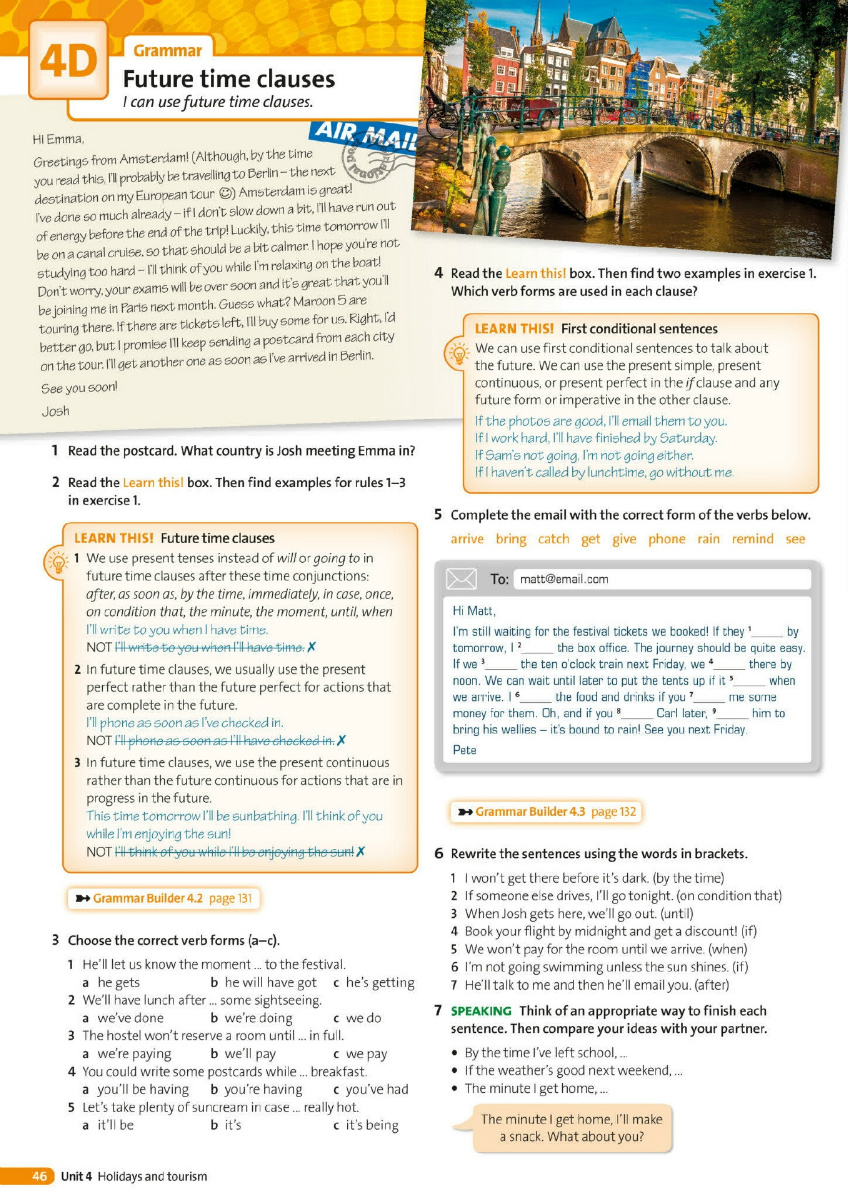 4D
Grammar
Future time clauses
I can use future time clauses.
AIR MAIL
Hi Emma,
Greetings from Amsterdam! (Although, by the time
you read this, I'll probably be travelling to Berlin – the next
destination on my European tour ☺) Amsterdam is great!
I've done so much already – if I don't slow down a bit, I'll have run out
of energy before the end of the trip! Luckily, this time tomorrow I'll
be on a canal cruise, so that should be a bit calmer. I hope you're not
studying too hard – I'll think of you while I'm relaxing on the boat!
Don't worry, your exams will be over soon and it's great that you'll
be joining me in Paris next month. Guess what? Maroon 5 are
touring there. If there are tickets left, I'll buy some for us. Right, I'd
better go, but I promise I'll keep sending a postcard from each city
on the tour. I'll get another one as soon as I've arrived in Berlin.
See you soon!
Josh
1 Read the postcard. What country is Josh meeting Emma in?
2 Read the Learn this! box. Then find examples for rules 1–3
in exercise 1.
LEARN THIS! Future time clauses
1 We use present tenses instead of will or going to in
future time clauses after these time conjunctions:
after, as soon as, by the time, immediately, in case, once,
on condition that, the minute, the moment, until, when
I'll write to you when I have time.
NOT I'll write to you when I'll have time. ✗
2 In future time clauses, we usually use the present
perfect rather than the future perfect for actions that
are complete in the future.
I'll phone as soon as I've checked in.
NOT I'll phone as soon as I'll have checked in. ✗
3 In future time clauses, we use the present continuous
rather than the future continuous for actions that are in
progress in the future.
This time tomorrow I'll be sunbathing. I'll think of you
while I'm enjoying the sun!
NOT I'll think of you while I'll be enjoying the sun! ✗
Grammar Builder 4.2 page 131
3 Choose the correct verb forms (a–c).
1 He'll let us know the moment ... to the festival.
a he gets b he will have got c he's getting
2 We'll have lunch after ... some sightseeing.
a we've done b we're doing c we do
3 The hostel won't reserve a room until ... in full.
a we're paying b we'll pay c we pay
4 You could write some postcards while ... breakfast.
a you'll be having b you're having c you've had
5 Let's take plenty of suncream in case ... really hot.
a it'll be b it's c it's being
4 Read the Learn this! box. Then find two examples in exercise 1.
Which verb forms are used in each clause?
LEARN THIS! First conditional sentences
We can use first conditional sentences to talk about
the future. We can use the present simple, present
continuous, or present perfect in the if clause and any
future form or imperative in the other clause.
If the photos are good, I'll email them to you.
If I work hard, I'll have finished by Saturday.
If Sam's not going, I'm not going either.
If I haven't called by lunchtime, go without me.
5 Complete the email with the correct form of the verbs below.
arrive bring catch get give phone rain remind see
To: matt@email.com
Hi Matt,
I'm still waiting for the festival tickets we booked! If they 1_____ by
tomorrow, I 2_____ the box office. The journey should be quite easy.
If we 3_____ the ten o'clock train next Friday, we 4_____ there by
noon. We can wait until later to put the tents up if it 5_____ when
we arrive. I 6_____ the food and drinks if you 7_____ me some
money for them. Oh, and if you 8_____ Carl later, 9_____ him to
bring his wellies – it's bound to rain! See you next Friday.
Pete
Grammar Builder 4.3 page 132
6 Rewrite the sentences using the words in brackets.
1 I won't get there before it's dark. (by the time)
2 If someone else drives, I'll go tonight. (on condition that)
3 When Josh gets here, we'll go out. (until)
4 Book your flight by midnight and get a discount! (if)
5 We won't pay for the room until we arrive. (when)
6 I'm not going swimming unless the sun shines. (if)
7 He'll talk to me and then he'll email you. (after)
7 SPEAKING Think of an appropriate way to finish each
sentence. Then compare your ideas with your partner.
• By the time I've left school, ...
• If the weather's good next weekend, ...
• The minute I get home, ...
The minute I get home, I'll make
a snack. What about you?
46 Unit 4 Holidays and tourism